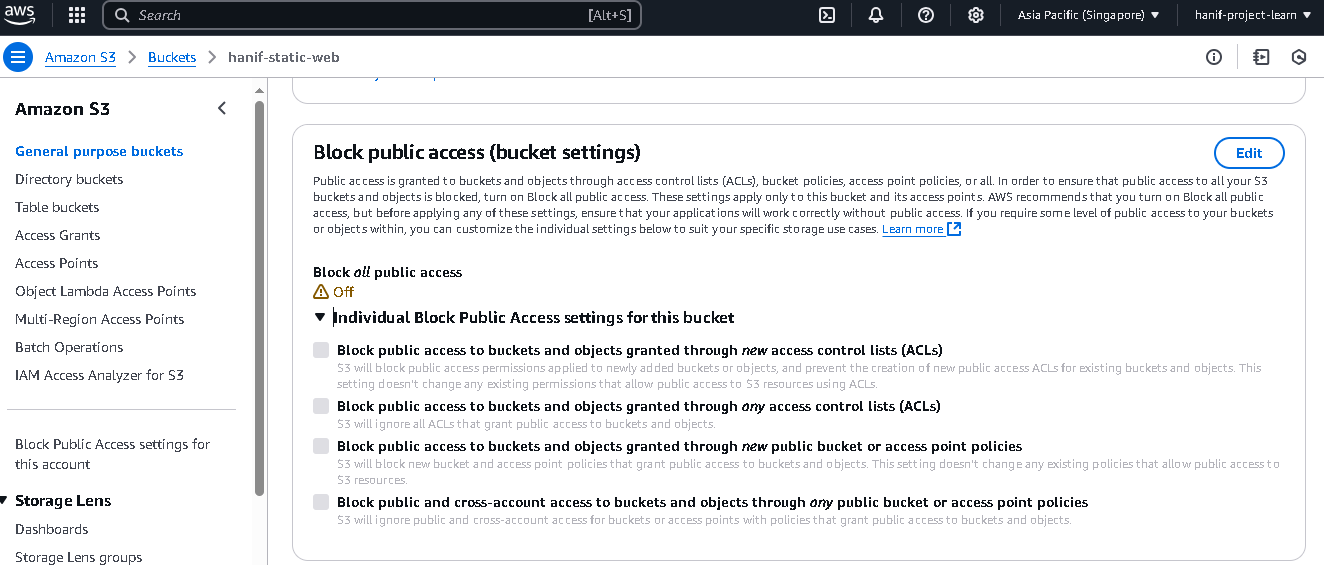 aws
Search
[Alt+S]
Asia Pacific (Singapore)
hanif-project-learn
Amazon S3
Buckets
hanif-static-web
Amazon S3
General purpose buckets
Directory buckets
Table buckets
Access Grants
Access Points
Object Lambda Access Points
Multi-Region Access Points
Batch Operations
IAM Access Analyzer for S3
Block Public Access settings for
this account
Storage Lens
Dashboards
Storage Lens groups
Block public access (bucket settings)
Edit
Public access is granted to buckets and objects through access control lists (ACLs), bucket policies, access point policies, or all. In order to ensure that public access to all your S3
buckets and objects is blocked, turn on Block all public access. These settings apply only to this bucket and its access points. AWS recommends that you turn on Block all public
access, but before applying any of these settings, ensure that your applications will work correctly without public access. If you require some level of public access to your buckets
or objects within, you can customize the individual settings below to suit your specific storage use cases. Learn more
Block all public access
Off
Individual Block Public Access settings for this bucket
Block public access to buckets and objects granted through new access control lists (ACLs)
S3 will block public access permissions applied to newly added buckets or objects, and prevent the creation of new public access ACLs for existing buckets and objects. This
setting doesn't change any existing permissions that allow public access to S3 resources using ACLs.
Block public access to buckets and objects granted through any access control lists (ACLs)
S3 will ignore all ACLs that grant public access to buckets and objects.
Block public access to buckets and objects granted through new public bucket or access point policies
S3 will block new bucket and access point policies that grant public access to buckets and objects. This setting doesn't change any existing policies that allow public access to
S3 resources.
Block public and cross-account access to buckets and objects through any public bucket or access point policies
S3 will ignore public and cross-account access for buckets or access points with policies that grant public access to buckets and objects.